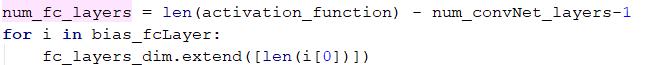 num_fc_layers = len(activation_function) - num_convNet_layers-1
for i in bias_fcLayer:
    fc_layers_dim.extend([len(i[0])])